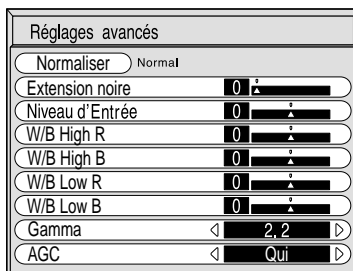 Réglages avancés
Normaliser Normal
Extension noire 0
Niveau d'Entrée 0
W/B High R 0
W/B High B 0
W/B Low R 0
W/B Low B 0
Gamma 2, 2
AGC Qui